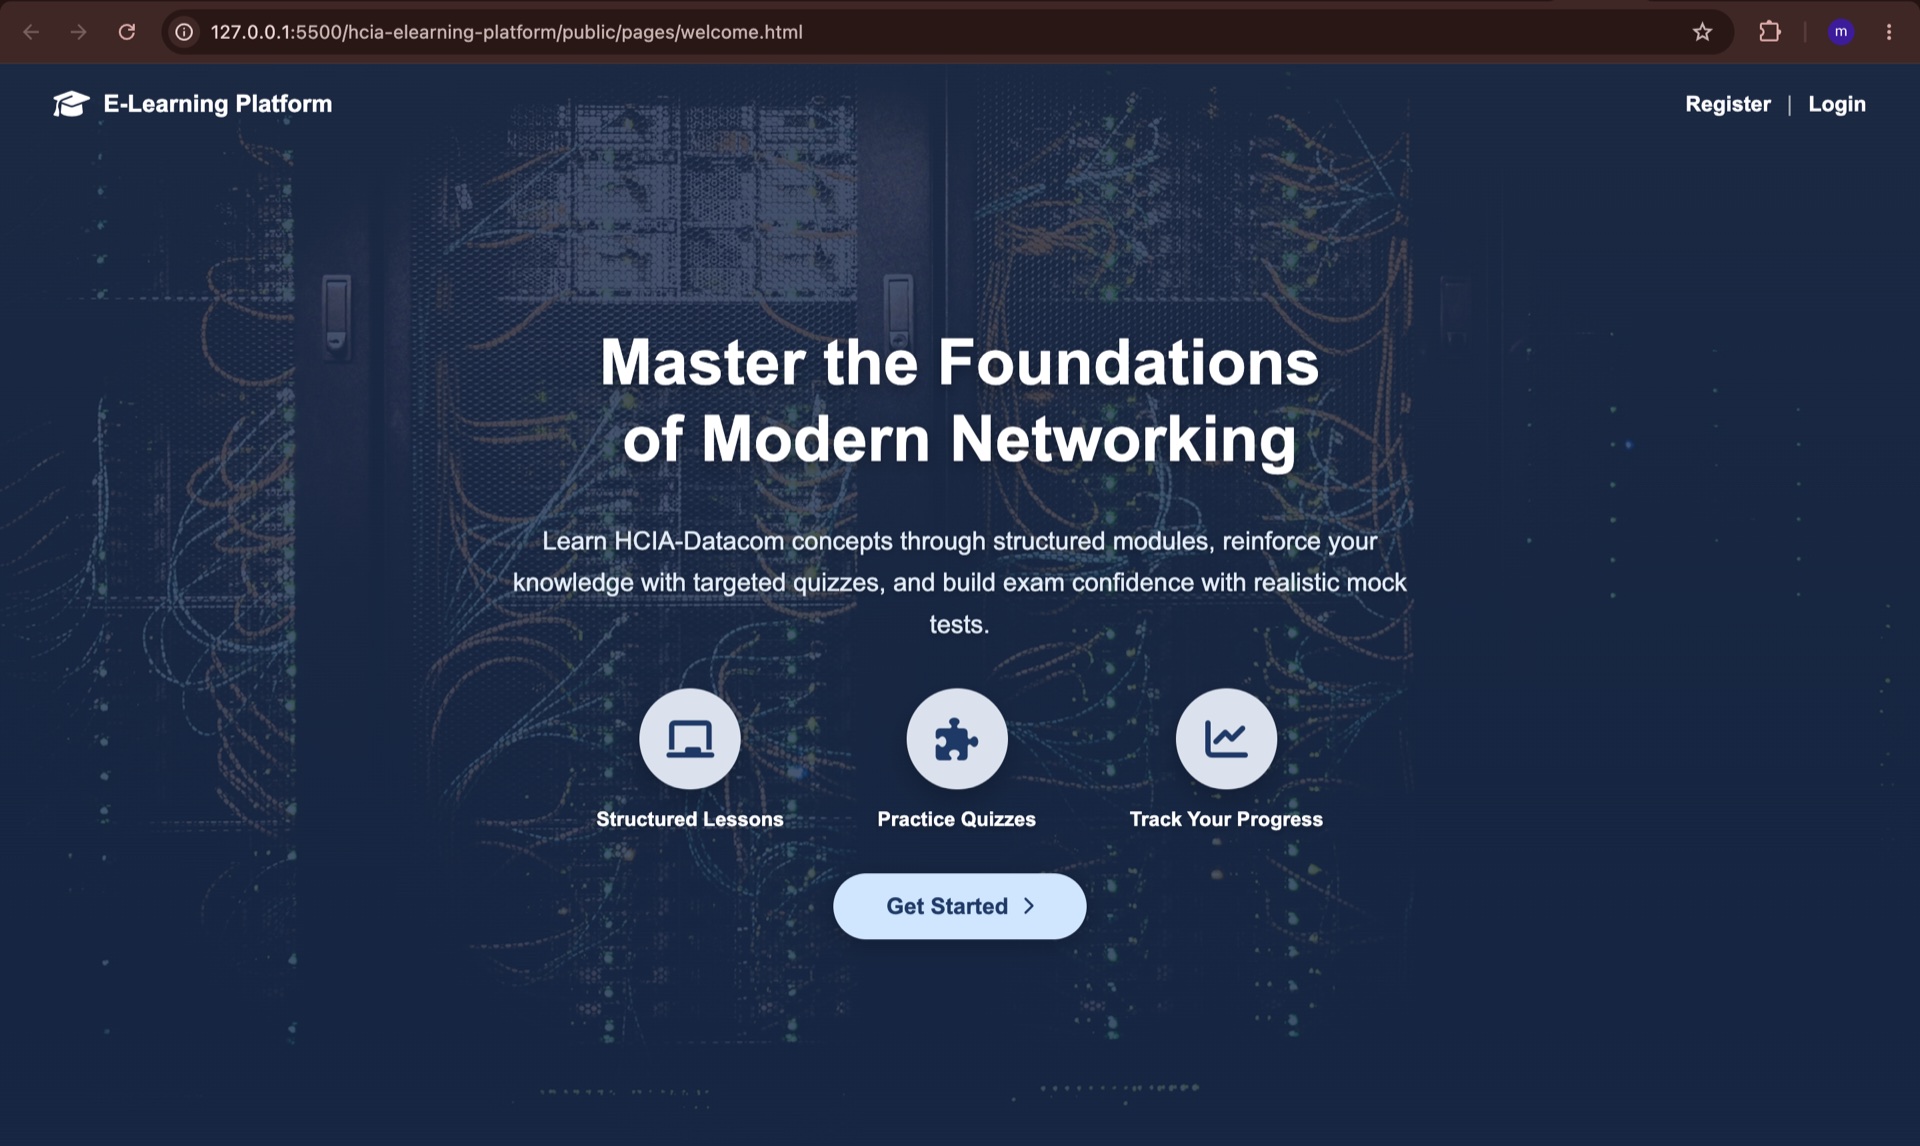 127.0.0.1:5500/hcia-elearning-platform/public/pages/welcome.html
m
E-Learning Platform
Register | Login
Master the Foundations
of Modern Networking
Learn HCIA-Datacom concepts through structured modules, reinforce your
knowledge with targeted quizzes, and build exam confidence with realistic mock
tests.
Structured Lessons
Practice Quizzes
Track Your Progress
Get Started